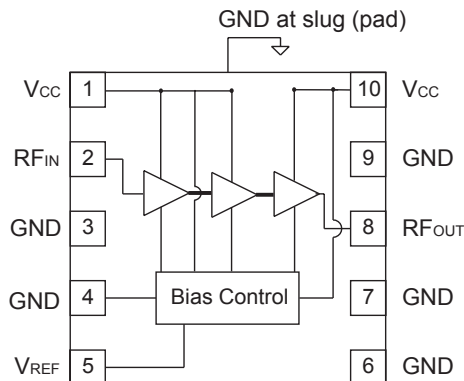 GND at slug (pad)
VCC 1 10 VCC
RFIN 2 9 GND
GND 3 8 RFOUT
GND 4 Bias Control 7 GND
VREF 5 6 GND